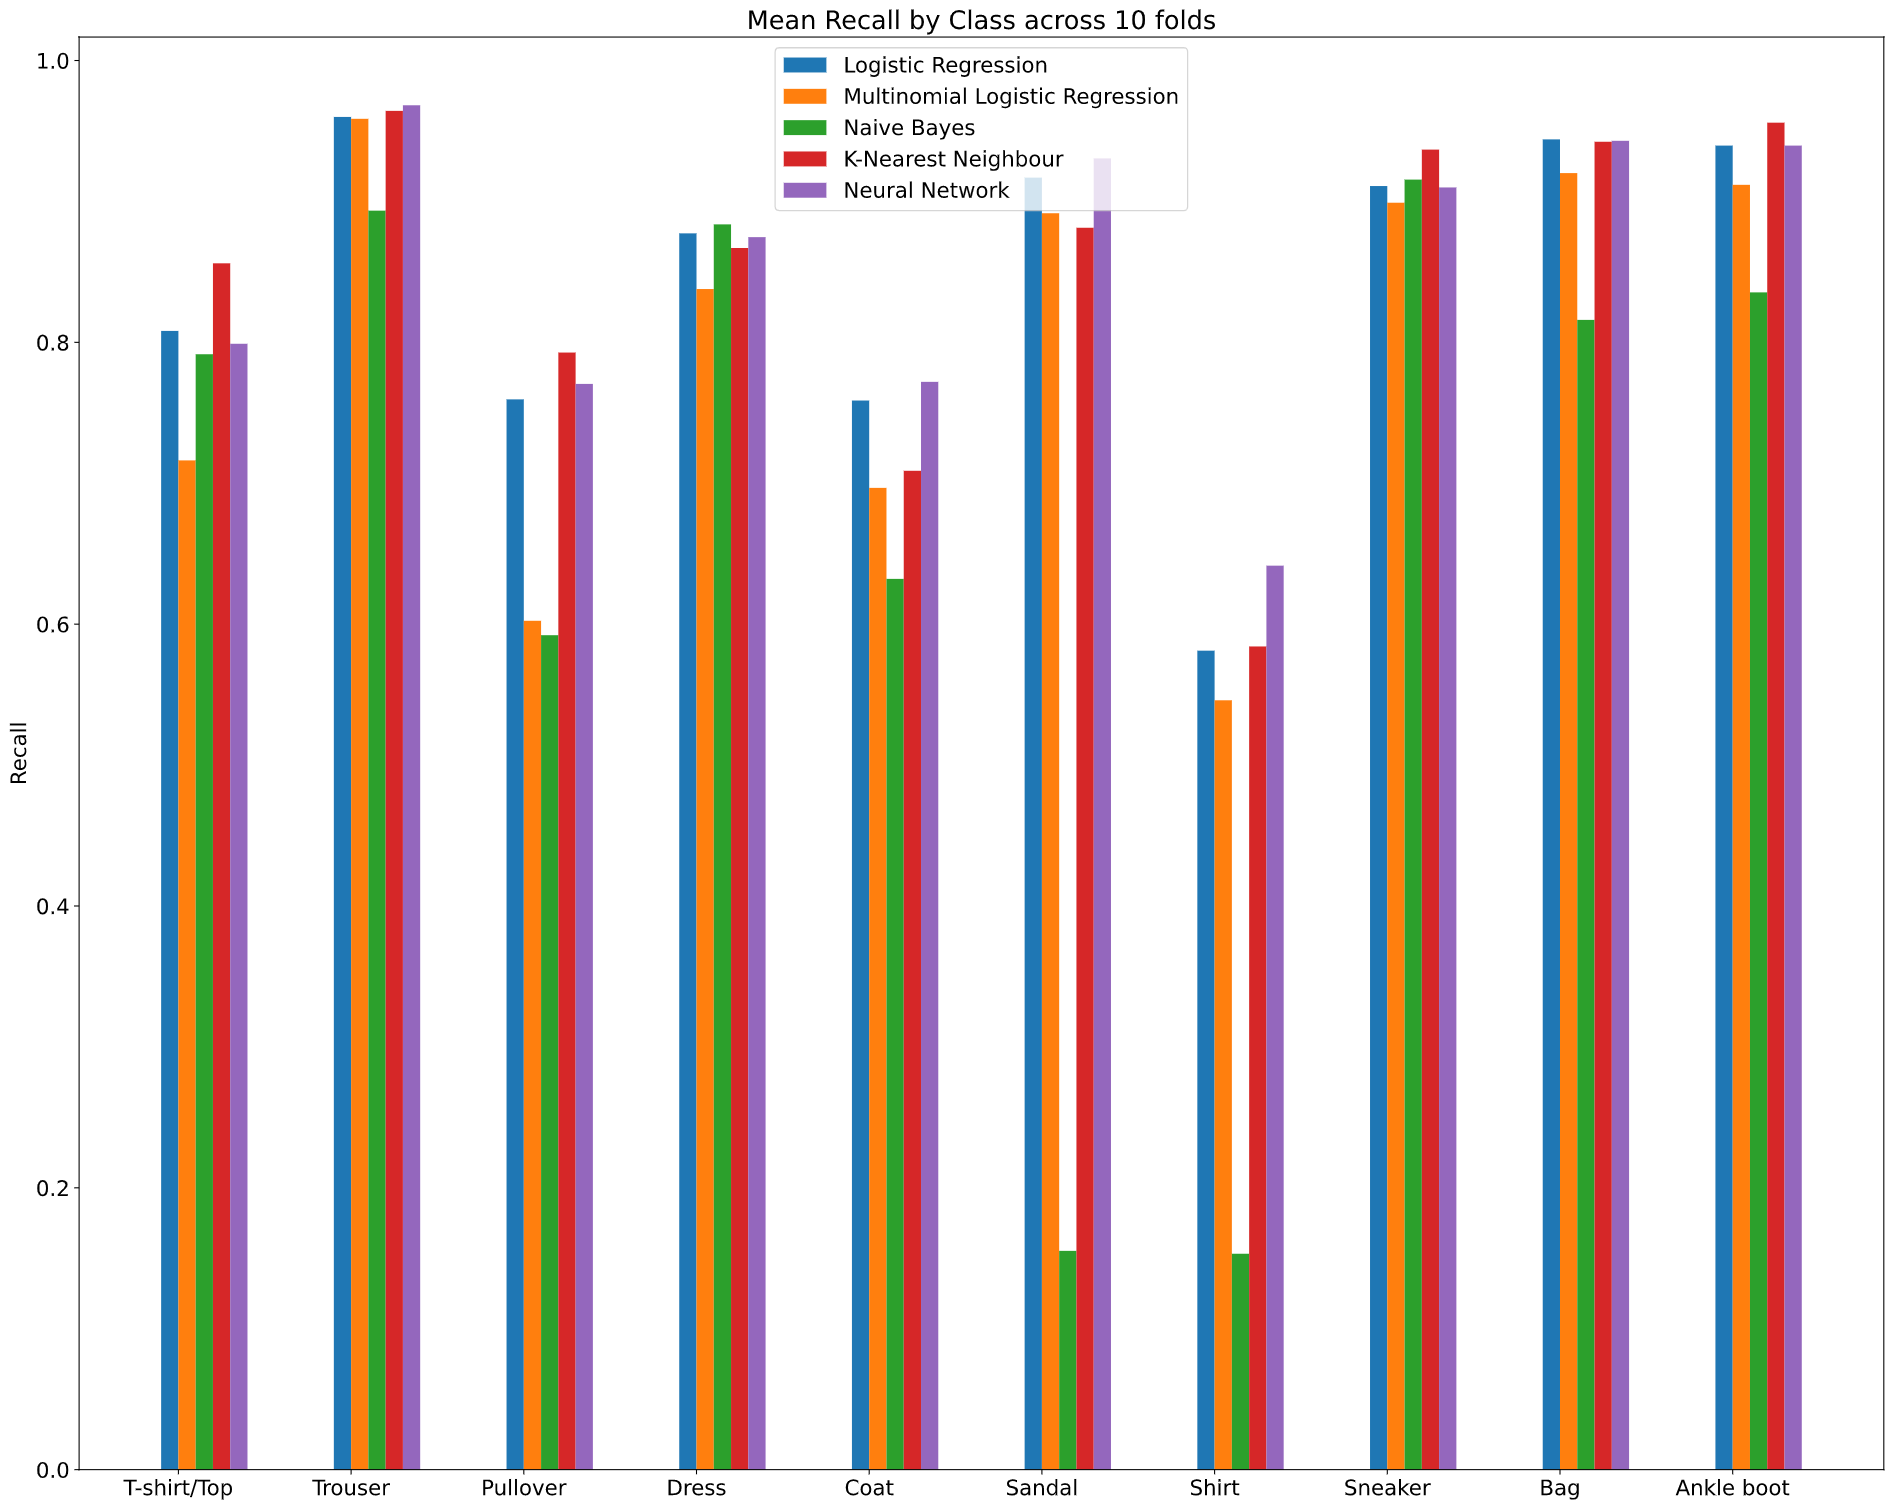 Mean Recall by Class across 10 folds
1.0
0.8
0.6
0.4
0.2
0.0
Recall
Logistic Regression
Multinomial Logistic Regression
Naive Bayes
K-Nearest Neighbour
Neural Network
T-shirt/Top Trouser Pullover Dress Coat Sandal Shirt Sneaker Bag Ankle boot